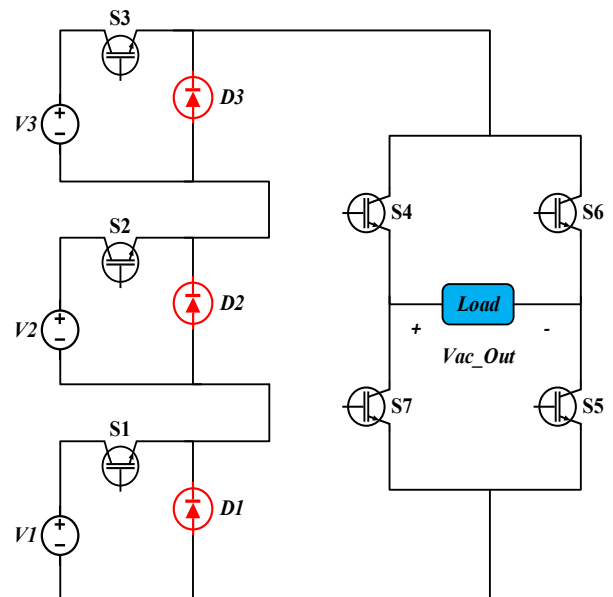 S3
+
V3
−
D3
S2
+
V2
−
D2
S1
+
V1
−
D1
S4
S6
Load
+
-
Vac_Out
S7
S5